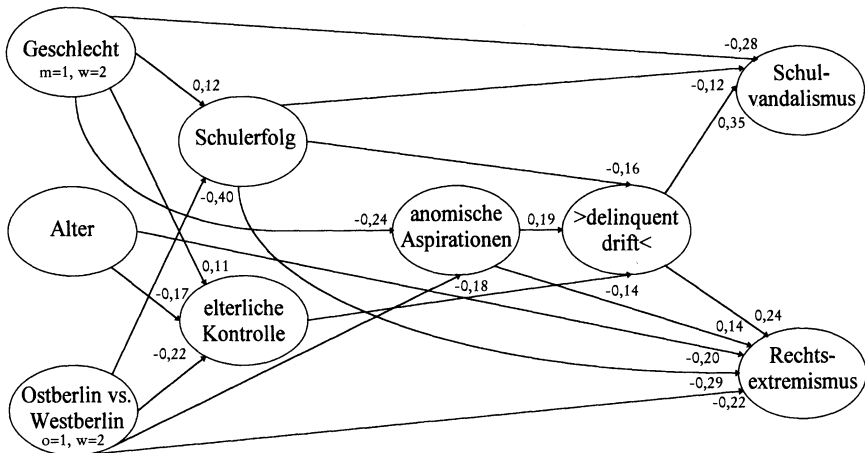 Geschlecht
m=1, w=2
-0,28
Schul-
vandalismus
0,12
-0,12
0,35
Schulerfolg
-0,16
-0,40
Alter
-0,24
anomische
Aspirationen
0,19
>delinquent
drift<
0,11
-0,17
elterliche
Kontrolle
-0,18
-0,14
0,24
0,14
-0,22
-0,20
Rechts-
extremismus
-0,29
-0,22
Ostberlin vs.
Westberlin
o=1, w=2